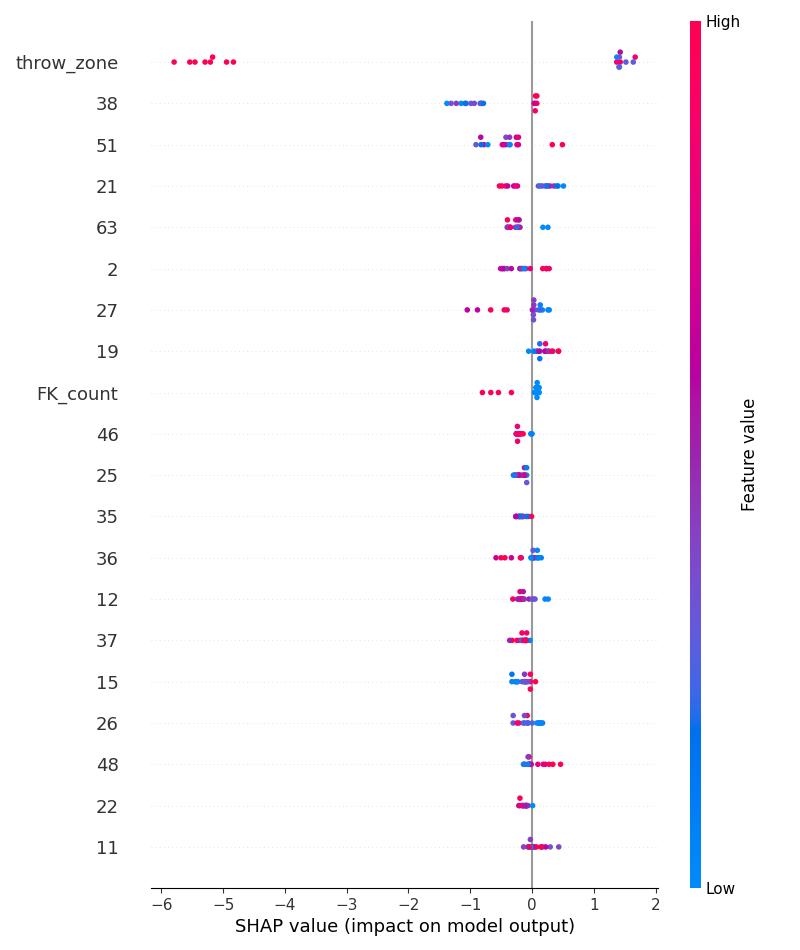 High
throw_zone
38
51
21
63
2
27
19
FK_count
46
25
35
36
12
37
15
26
48
22
11
Feature value
Low
−6 −5 −4 −3 −2 −1 0 1 2
SHAP value (impact on model output)